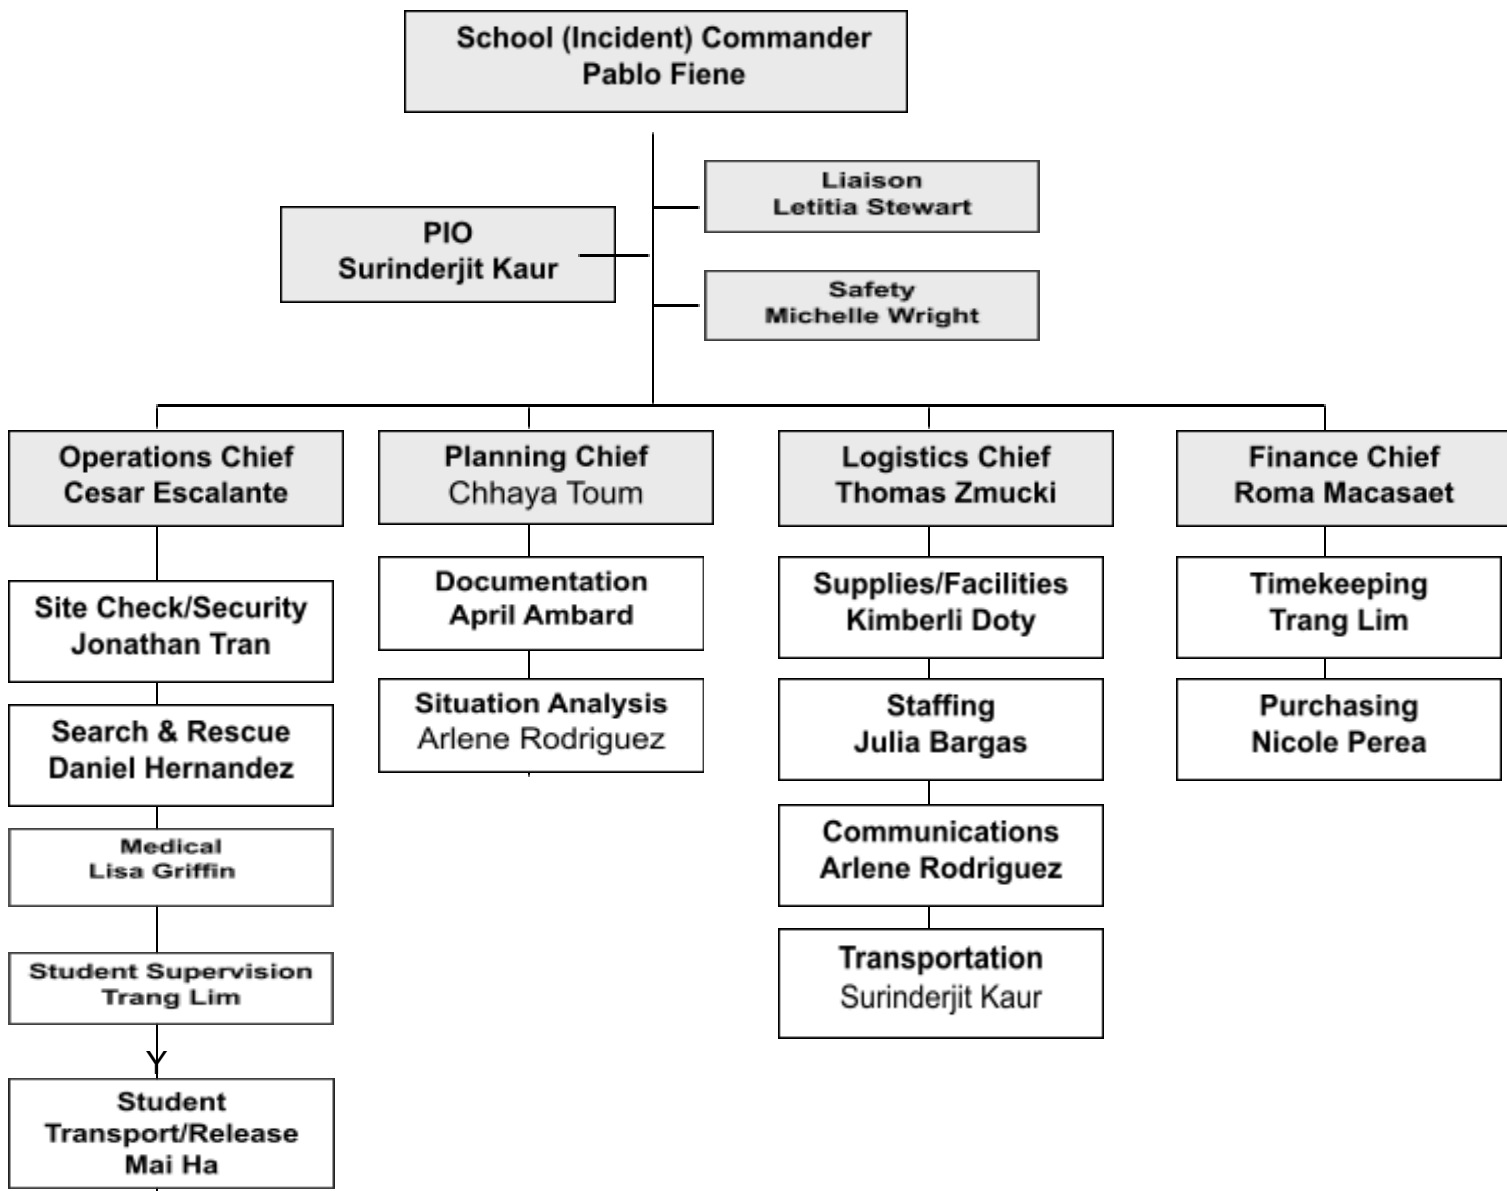 School (Incident) Commander
Pablo Fiene
Liaison
Letitia Stewart
PIO
Surinderjit Kaur
Safety
Michelle Wright
Operations Chief
Cesar Escalante
Planning Chief
Chhaya Toum
Logistics Chief
Thomas Zmucki
Finance Chief
Roma Macasaet
Site Check/Security
Jonathan Tran
Search & Rescue
Daniel Hernandez
Medical
Lisa Griffin
Student Supervision
Trang Lim
Y
Student
Transport/Release
Mai Ha
Documentation
April Ambard
Situation Analysis
Arlene Rodriguez
Supplies/Facilities
Kimberli Doty
Staffing
Julia Bargas
Communications
Arlene Rodriguez
Transportation
Surinderjit Kaur
Timekeeping
Trang Lim
Purchasing
Nicole Perea